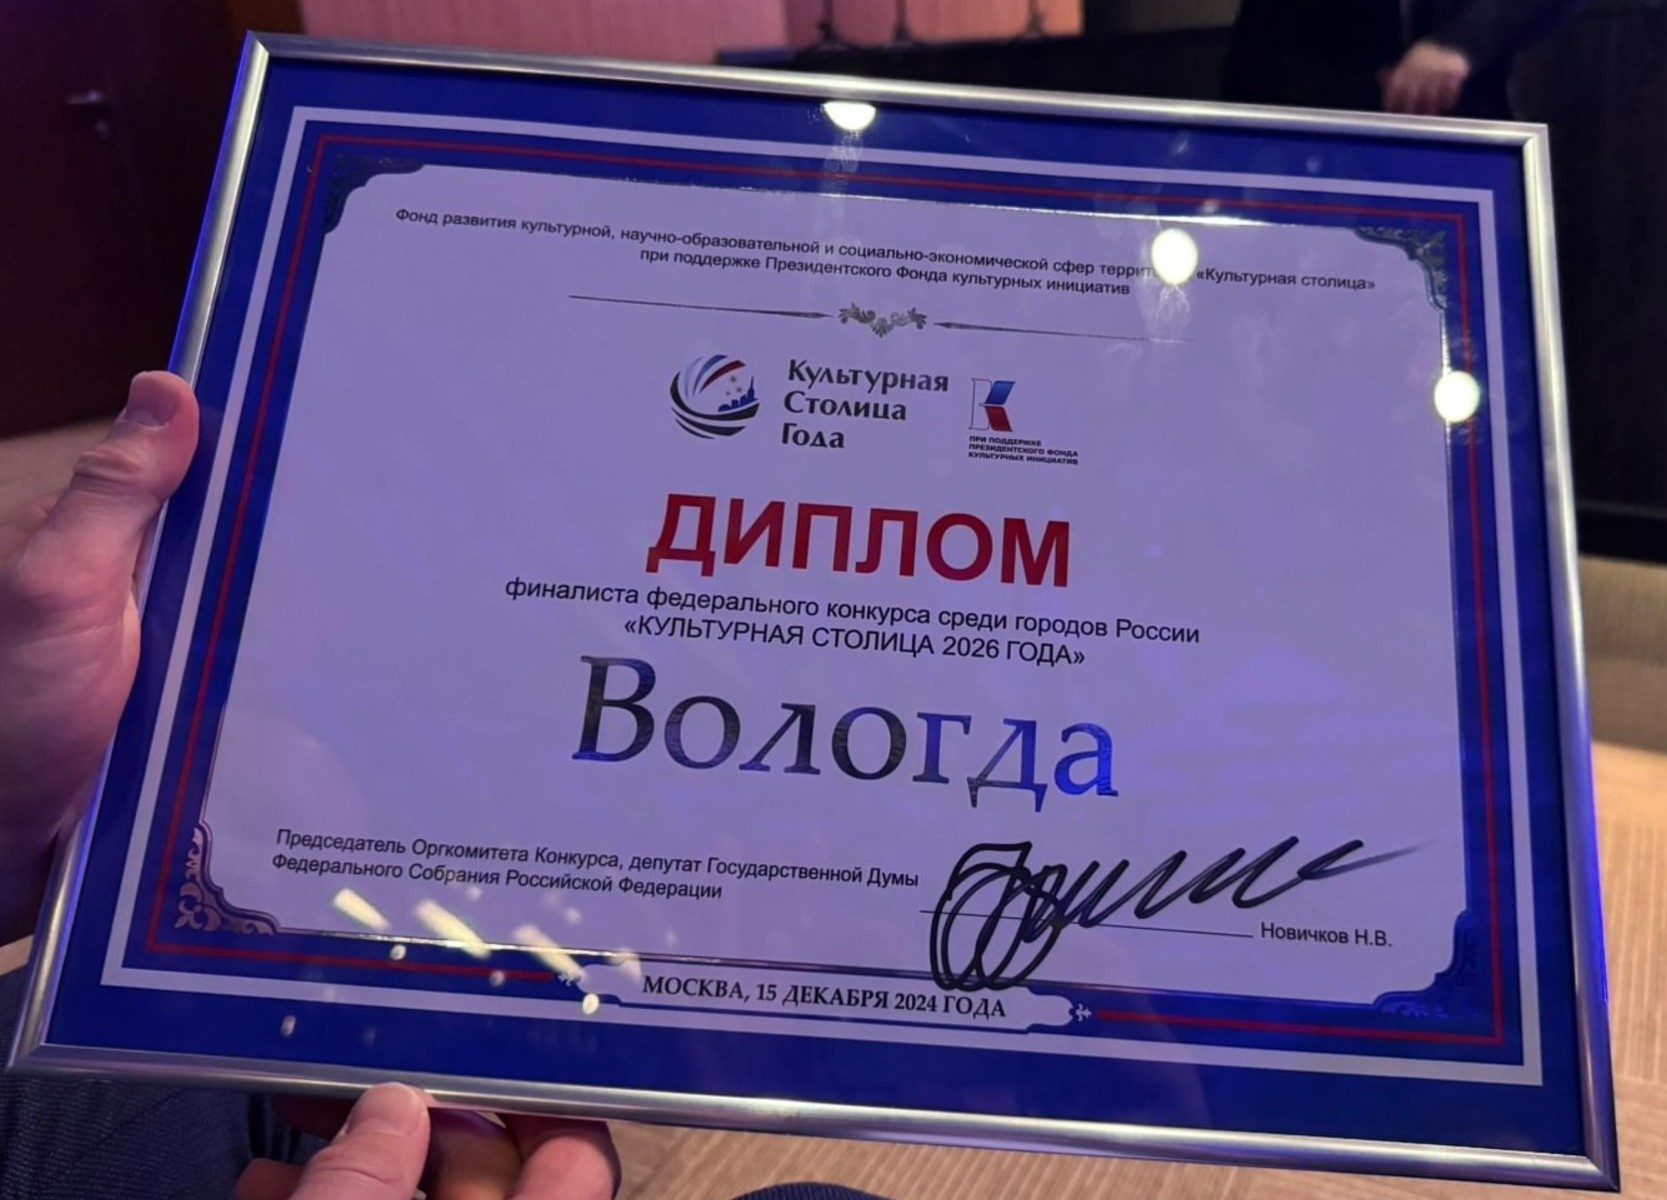 Фонд развития культурной, научно-образовательной и социально-экономической сфер «Культурная столица»
при поддержке Президентского Фонда культурных инициатив
Культурная
Столица
Года
ПРИ ПОДДЕРЖКЕ
ПРЕЗИДЕНТСКОГО ФОНДА
КУЛЬТУРНЫХ ИНИЦИАТИВ
ДИПЛОМ
финалиста федерального конкурса среди городов России
«КУЛЬТУРНАЯ СТОЛИЦА 2026 ГОДА»
Вологда
Председатель Оргкомитета Конкурса, депутат Государственной Думы
Федерального Собрания Российской Федерации
Новичков Н.В.
МОСКВА, 15 ДЕКАБРЯ 2024 ГОДА